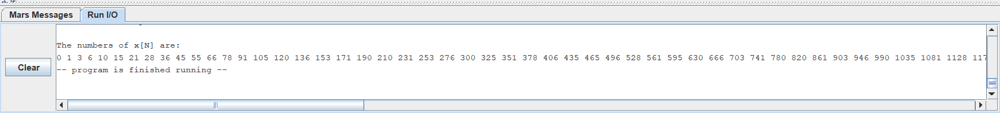 Mars Messages Run I/O
The numbers of x[N] are:
0 1 3 6 10 15 21 28 36 45 55 66 78 91 105 120 136 153 171 190 210 231 253 276 300 325 351 378 406 435 465 496 528 561 595 630 666 703 741 780 820 861 903 946 990 1035 1081 1128 117
Clear
-- program is finished running --